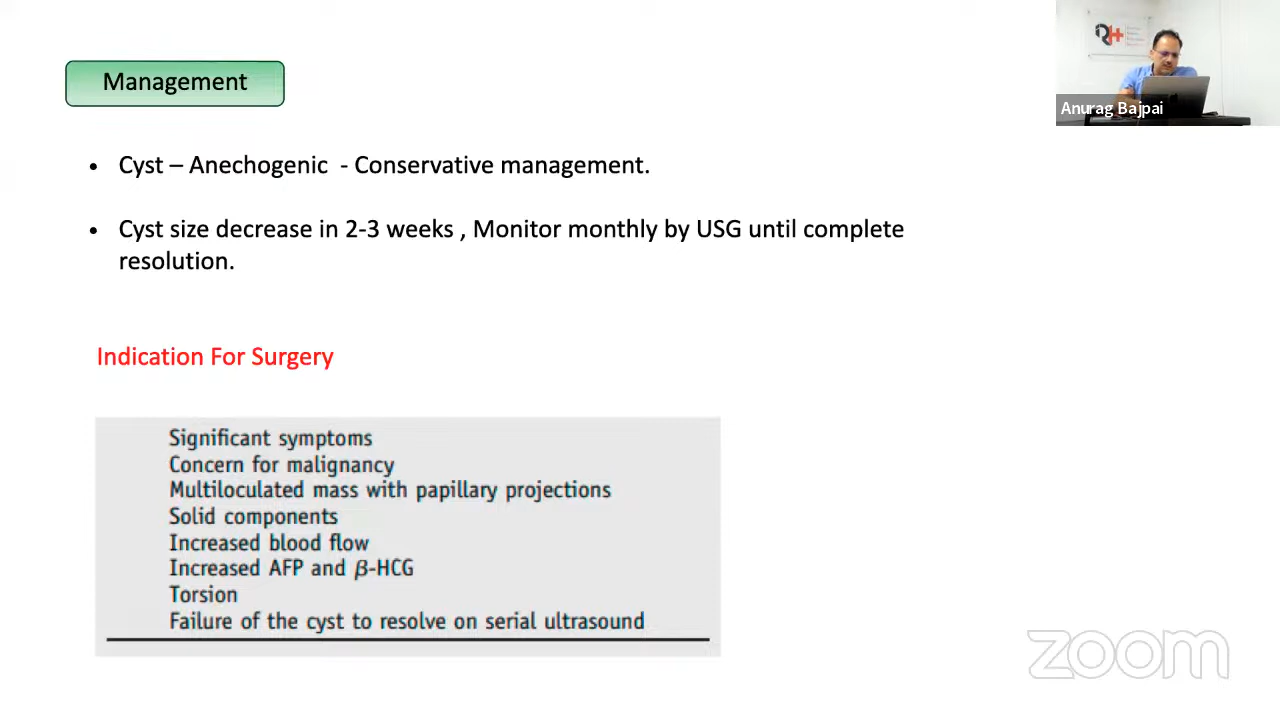 Management
Anurag Bajpai
• Cyst – Anechogenic - Conservative management.
• Cyst size decrease in 2-3 weeks , Monitor monthly by USG until complete
resolution.
Indication For Surgery
Significant symptoms
Concern for malignancy
Multiloculated mass with papillary projections
Solid components
Increased blood flow
Increased AFP and β-HCG
Torsion
Failure of the cyst to resolve on serial ultrasound
zoom